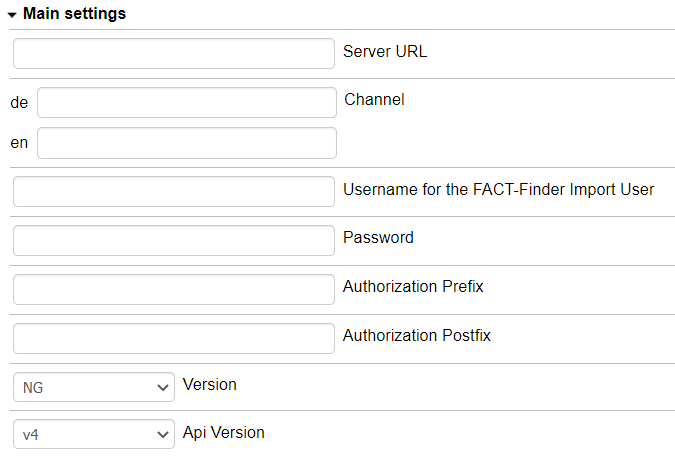 Main settings
Server URL
de Channel
en
Username for the FACT-Finder Import User
Password
Authorization Prefix
Authorization Postfix
NG Version
v4 Api Version